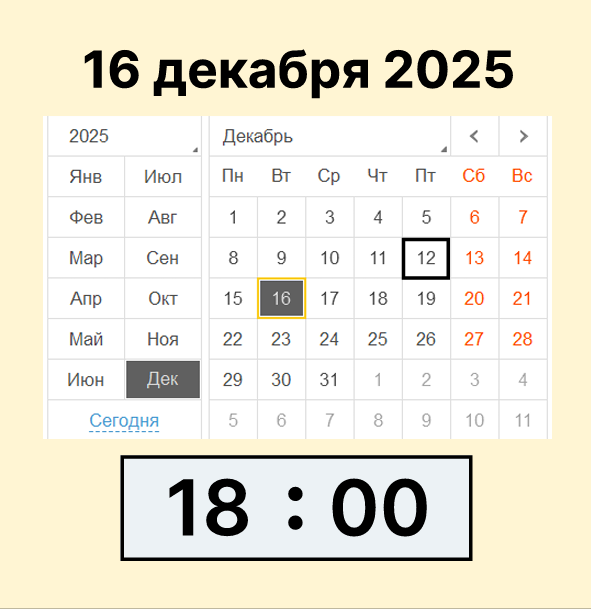 16 декабря 2025
2025 Декабрь < >
Янв Июл Пн Вт Ср Чт Пт Сб Вс
Фев Авг 1 2 3 4 5 6 7
Мар Сен 8 9 10 11 12 13 14
Апр Окт 15 16 17 18 19 20 21
Май Ноя 22 23 24 25 26 27 28
Июн Дек 29 30 31 1 2 3 4
Сегодня 5 6 7 8 9 10 11
18 : 00